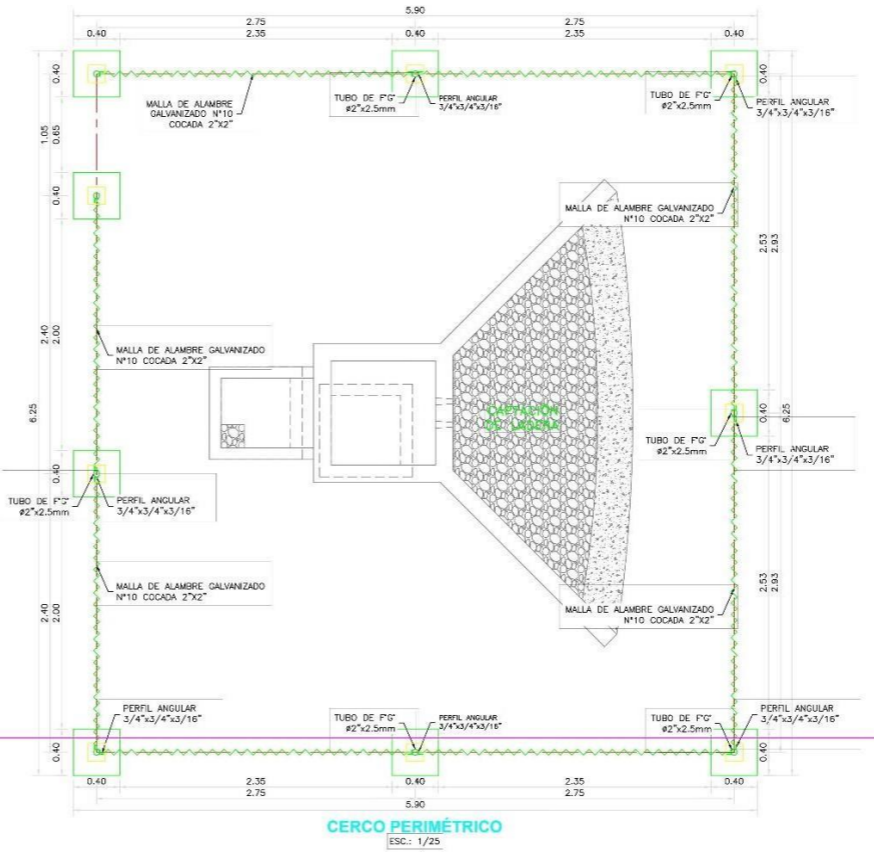 5.90
2.75
2.75
0.40
2.35
0.40
2.35
0.40
0.40
MALLA DE ALAMBRE
GALVANIZADO N°10
COCADA 2"X2"
TUBO DE F°G°
ø2"x2.5mm
PERFIL ANGULAR
3/4"x3/4"x3/16"
TUBO DE F°G°
ø2"x2.5mm
0.40
PERFIL ANGULAR
3/4"x3/4"x3/16"
1.05
0.65
0.40
MALLA DE ALAMBRE GALVANIZADO
N°10 COCADA 2"X2"
2.53
2.93
2.40
2.00
MALLA DE ALAMBRE GALVANIZADO
N°10 COCADA 2"X2"
6.25
CAPTACIÓN
DE LADERA
0.40
6.25
TUBO DE F°G°
ø2"x2.5mm
PERFIL ANGULAR
3/4"x3/4"x3/16"
0.40
TUBO DE F°G°
ø2"x2.5mm
PERFIL ANGULAR
3/4"x3/4"x3/16"
MALLA DE ALAMBRE GALVANIZADO
N°10 COCADA 2"X2"
2.40
2.00
2.53
2.93
MALLA DE ALAMBRE GALVANIZADO
N°10 COCADA 2"X2"
PERFIL ANGULAR
3/4"x3/4"x3/16"
TUBO DE F°G°
ø2"x2.5mm
PERFIL ANGULAR
3/4"x3/4"x3/16"
TUBO DE F°G°
ø2"x2.5mm
PERFIL ANGULAR
3/4"x3/4"x3/16"
0.40
0.40
0.40
2.35
0.40
2.35
0.40
2.75
2.75
5.90
CERCO PERIMÉTRICO
ESC.: 1/25